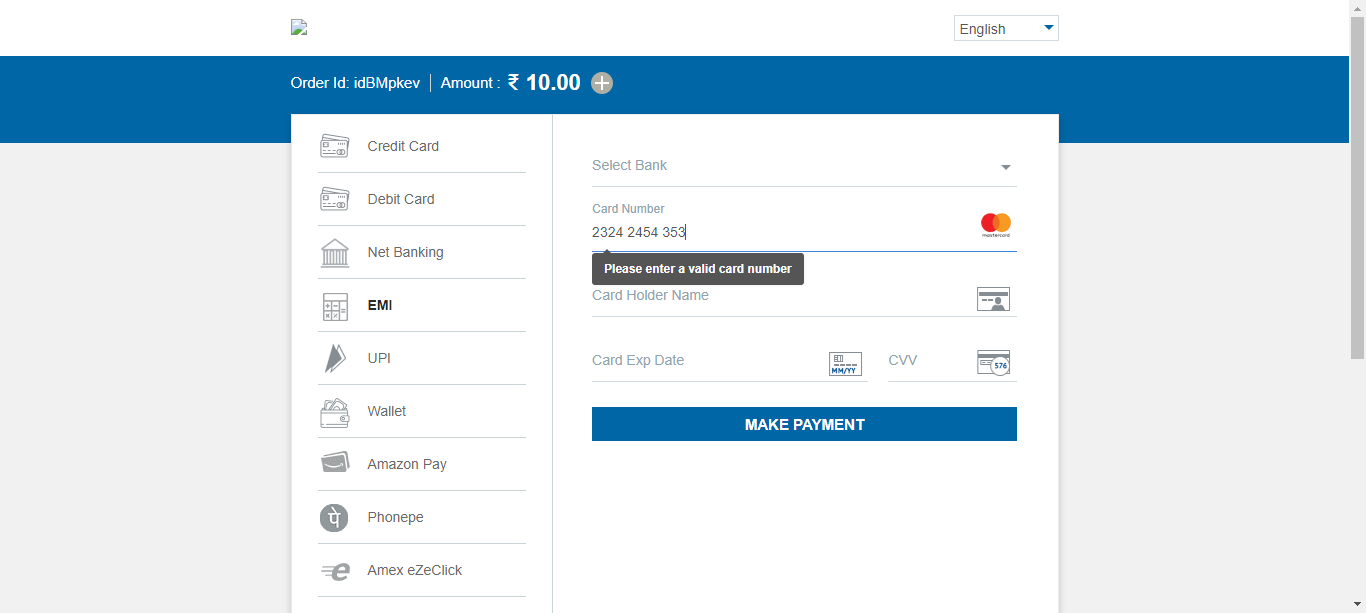 English
Order Id: idBMpkev | Amount : ₹ 10.00
Credit Card
Debit Card
Net Banking
EMI
UPI
Wallet
Amazon Pay
Phonepe
Amex eZeClick
Select Bank
Card Number
2324 2454 353
mastercard
Please enter a valid card number
Card Holder Name
Card Exp Date
MM/YY
CVV
576
MAKE PAYMENT